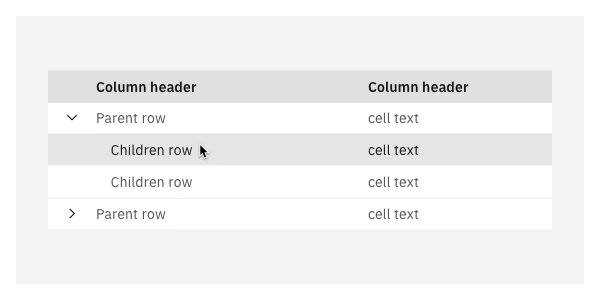 Column header Column header
Parent row cell text
Children row cell text
Children row cell text
Parent row cell text